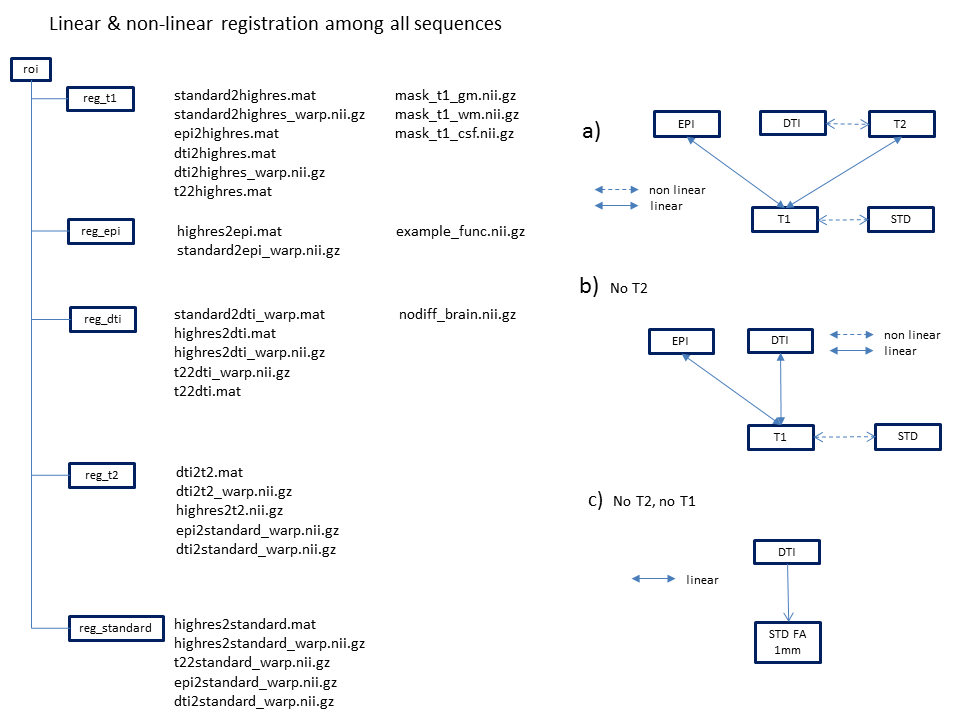 Linear & non-linear registration among all sequences
roi
reg_t1
standard2highres.mat
standard2highres_warp.nii.gz
epi2highres.mat
dti2highres.mat
dti2highres_warp.nii.gz
t22highres.mat
mask_t1_gm.nii.gz
mask_t1_wm.nii.gz
mask_t1_csf.nii.gz
reg_epi
highres2epi.mat
standard2epi_warp.nii.gz
example_func.nii.gz
reg_dti
standard2dti_warp.mat
highres2dti.mat
highres2dti_warp.nii.gz
t22dti_warp.nii.gz
t22dti.mat
nodiff_brain.nii.gz
reg_t2
dti2t2.mat
dti2t2_warp.nii.gz
highres2t2.nii.gz
epi2standard_warp.nii.gz
dti2standard_warp.nii.gz
reg_standard
highres2standard.mat
highres2standard_warp.nii.gz
t22standard_warp.nii.gz
epi2standard_warp.nii.gz
dti2standard_warp.nii.gz
a)
EPI
DTI
T2
non linear
linear
T1
STD
b) No T2
EPI
DTI
non linear
linear
T1
STD
c) No T2, no T1
DTI
linear
STD FA
1mm